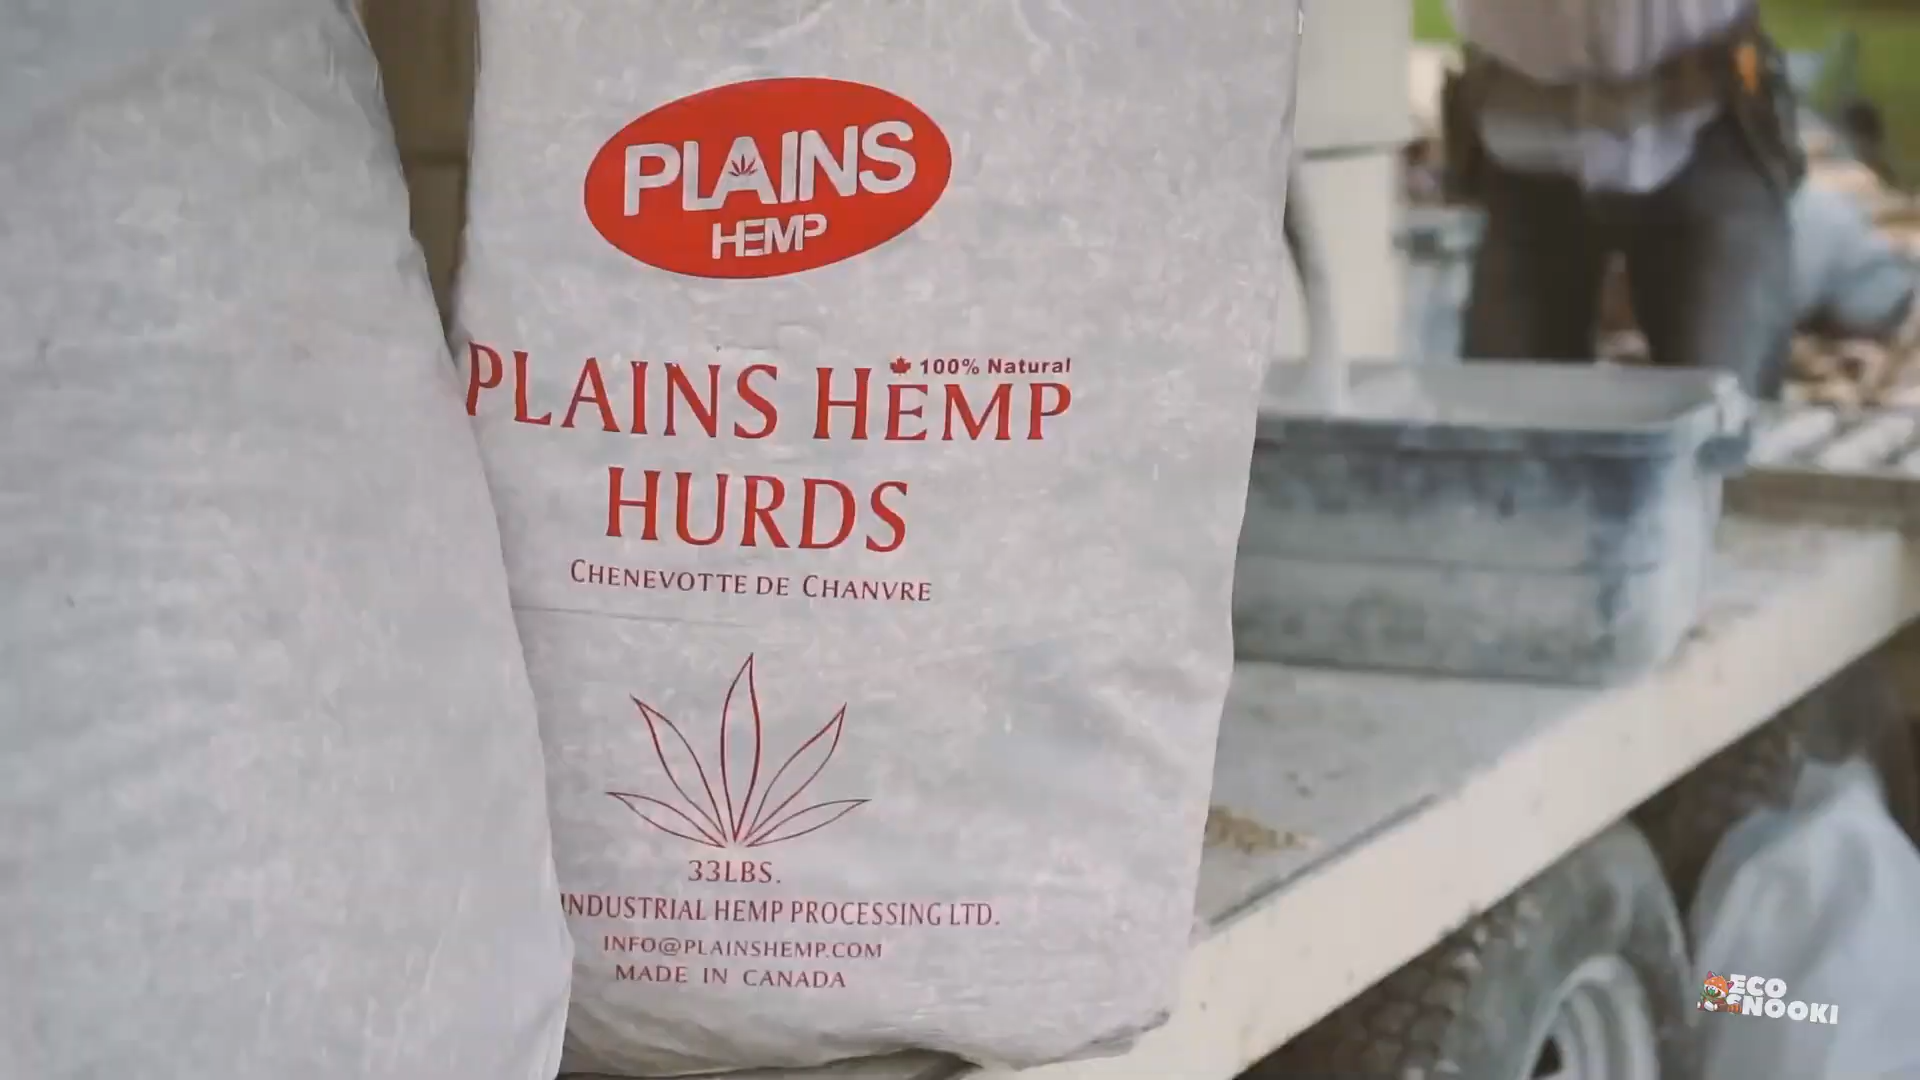 PLAINS
HEMP
100% Natural
PLAINS HEMP
HURDS
CHENEVOTTE DE CHANVRE
33LBS.
INDUSTRIAL HEMP PROCESSING LTD.
INFO@PLAINSHEMP.COM
MADE IN CANADA
ECO
SNOOKI